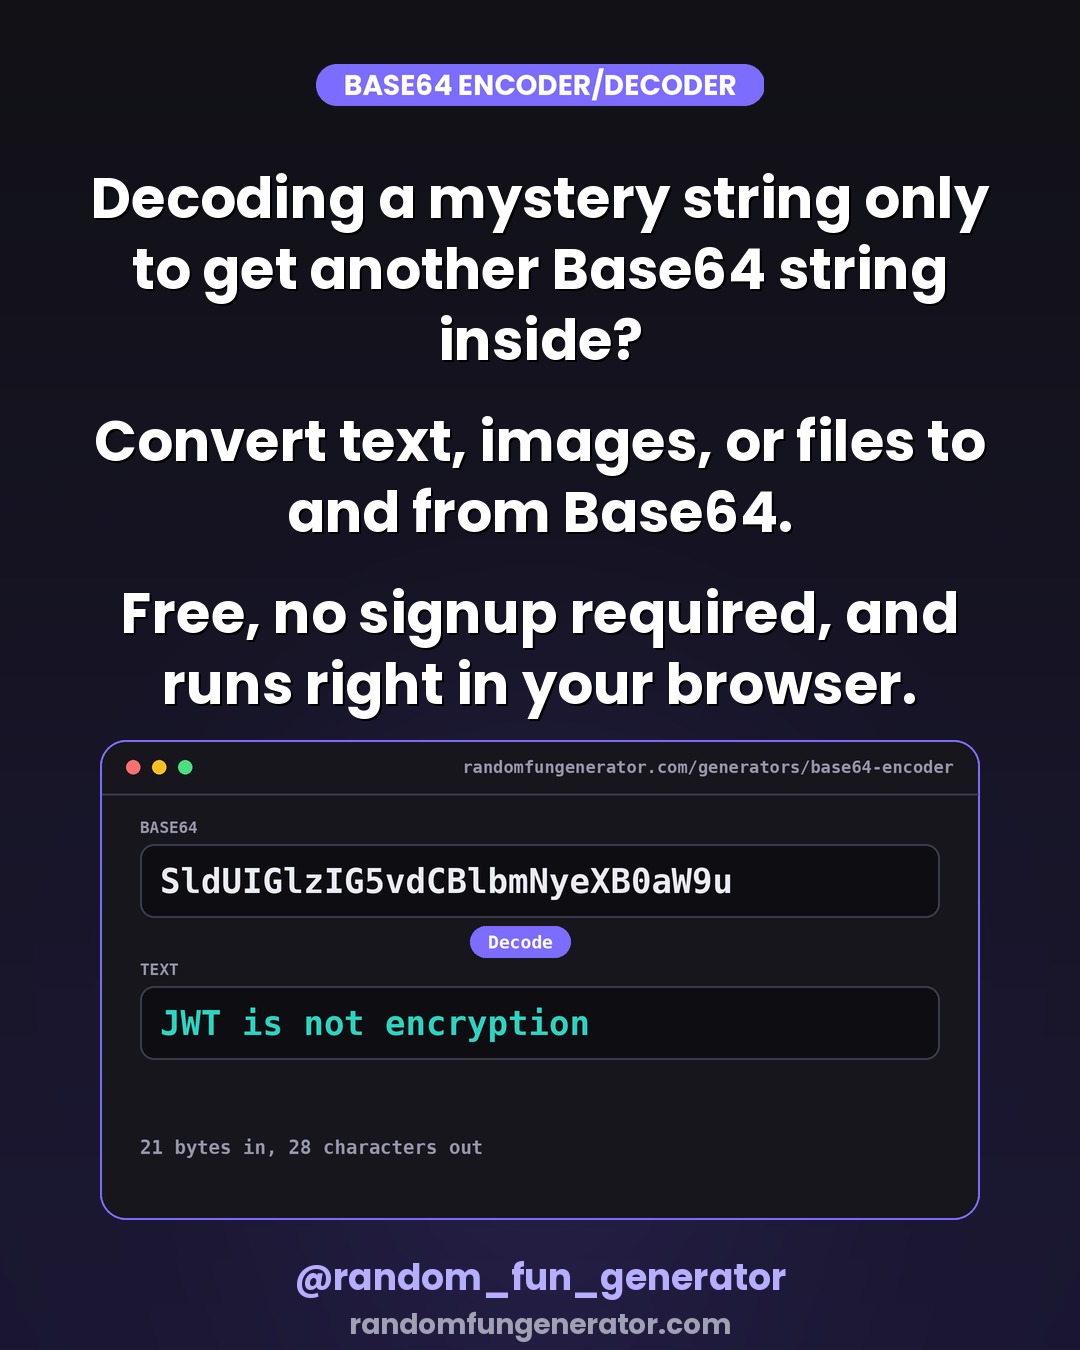 BASE64 ENCODER/DECODER
Decoding a mystery string only
to get another Base64 string
inside?
Convert text, images, or files to
and from Base64.
Free, no signup required, and
runs right in your browser.
randomfungenerator.com/generators/base64-encoder
BASE64
SldUIGlzIG5vdCBlbmNyeXB0aW9u
Decode
TEXT
JWT is not encryption
21 bytes in, 28 characters out
@random_fun_generator
randomfungenerator.com